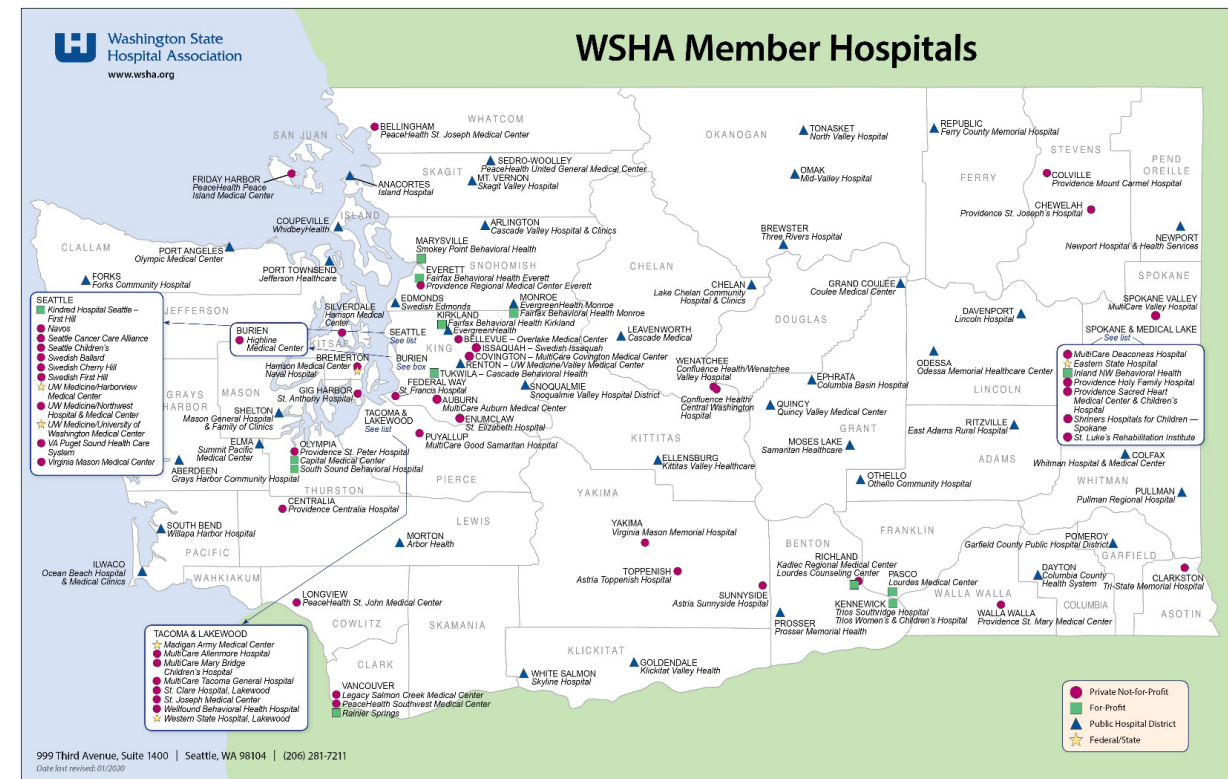 Washington State
Hospital Association
www.wsha.org
WSHA Member Hospitals
WHATCOM
BELLINGHAM
PeaceHealth St. Joseph Medical Center
SAN JUAN
FRIDAY HARBOR
PeaceHealth Peace
Island Medical Center
SKAGIT
SEDRO-WOOLLEY
PeaceHealth United General Medical Center
MT. VERNON
Skagit Valley Hospital
ANACORTES
Island Hospital
ISLAND
COUPEVILLE
WhidbeyHealth
ARLINGTON
Cascade Valley Hospital & Clinics
MARYSVILLE
Smokey Point Behavioral Health
SNOHOMISH
EVERETT
Fairfax Behavioral Health Everett
Providence Regional Medical Center Everett
CLALLAM
PORT ANGELES
Olympic Medical Center
FORKS
Forks Community Hospital
PORT TOWNSEND
Jefferson Healthcare
JEFFERSON
EDMONDS
Swedish Edmonds
MONROE
EvergreenHealth Monroe
Fairfax Behavioral Health Monroe
KIRKLAND
Fairfax Behavioral Health Kirkland
EvergreenHealth
SILVERDALE
Harrison Medical
Center
SEATTLE
See list
BELLEVUE – Overlake Medical Center
ISSAQUAH – Swedish Issaquah
KING
COVINGTON – MultiCare Covington Medical Center
RENTON – UW Medicine/Valley Medical Center
KITSAP
BREMERTON
Harrison Medical Center
Naval Hospital
BURIEN
See box
TUKWILA – Cascade Behavioral Health
SNOQUALMIE
Snoqualmie Valley Hospital District
FEDERAL WAY
St. Francis Hospital
GIG HARBOR
St. Anthony Hospital
AUBURN
MultiCare Auburn Medical Center
ENUMCLAW
St. Elizabeth Hospital
TACOMA &
LAKEWOOD
See list
PUYALLUP
MultiCare Good Samaritan Hospital
PIERCE
MASON
SHELTON
Mason General Hospital
& Family of Clinics
GRAYS
HARBOR
ELMA
Summit Pacific
Medical Center
ABERDEEN
Grays Harbor Community Hospital
OLYMPIA
Providence St. Peter Hospital
Capital Medical Center
South Sound Behavioral Hospital
THURSTON
CENTRALIA
Providence Centralia Hospital
LEWIS
MORTON
Arbor Health
SOUTH BEND
Willapa Harbor Hospital
PACIFIC
ILWACO
Ocean Beach Hospital
& Medical Clinics
WAHKIAKUM
LONGVIEW
PeaceHealth St. John Medical Center
COWLITZ
SKAMANIA
CLARK
VANCOUVER
Legacy Salmon Creek Medical Center
PeaceHealth Southwest Medical Center
Rainier Springs
OKANOGAN
TONASKET
North Valley Hospital
OMAK
Mid-Valley Hospital
BREWSTER
Three Rivers Hospital
FERRY
REPUBLIC
Ferry County Memorial Hospital
STEVENS
COLVILLE
Providence Mount Carmel Hospital
CHEWELAH
Providence St. Joseph's Hospital
PEND
OREILLE
NEWPORT
Newport Hospital & Health Services
CHELAN
CHELAN
Lake Chelan Community
Hospital & Clinics
LEAVENWORTH
Cascade Medical
DOUGLAS
GRAND COULEE
Coulee Medical Center
WENATCHEE
Confluence Health/Wenatchee
Valley Hospital
Confluence Health/
Central Washington
Hospital
EPHRATA
Columbia Basin Hospital
QUINCY
Quincy Valley Medical Center
GRANT
MOSES LAKE
Samaritan Healthcare
DAVENPORT
Lincoln Hospital
ODESSA
Odessa Memorial Healthcare Center
LINCOLN
SPOKANE
SPOKANE VALLEY
MultiCare Valley Hospital
SPOKANE & MEDICAL LAKE
See list
MultiCare Deaconess Hospital
Eastern State Hospital
Inland NW Behavioral Health
Providence Holy Family Hospital
Providence Sacred Heart
Medical Center & Children's
Hospital
Shriners Hospitals for Children —
Spokane
St. Luke's Rehabilitation Institute
RITZVILLE
East Adams Rural Hospital
ADAMS
OTHELLO
Othello Community Hospital
COLFAX
Whitman Hospital & Medical Center
WHITMAN
PULLMAN
Pullman Regional Hospital
KITTITAS
ELLENSBURG
Kittitas Valley Healthcare
YAKIMA
YAKIMA
Virginia Mason Memorial Hospital
TOPPENISH
Astria Toppenish Hospital
SUNNYSIDE
Astria Sunnyside Hospital
BENTON
FRANKLIN
RICHLAND
Kadlec Regional Medical Center
Lourdes Counseling Center
PASCO
Lourdes Medical Center
KENNEWICK
Trios Southridge Hospital
Trios Women's & Children's Hospital
PROSSER
Prosser Memorial Health
WALLA WALLA
WALLA WALLA
Providence St. Mary Medical Center
POMEROY
Garfield County Public Hospital District
GARFIELD
DAYTON
Columbia County
Health System
COLUMBIA
CLARKSTON
Tri-State Memorial Hospital
ASOTIN
KLICKITAT
GOLDENDALE
Klickitat Valley Health
WHITE SALMON
Skyline Hospital
SEATTLE
Kindred Hospital Seattle –
First Hill
Navos
Seattle Cancer Care Alliance
Seattle Children's
Swedish Ballard
Swedish Cherry Hill
Swedish First Hill
UW Medicine/Harborview
Medical Center
UW Medicine/Northwest
Hospital & Medical Center
UW Medicine/University of
Washington Medical Center
VA Puget Sound Health Care
System
Virginia Mason Medical Center
BURIEN
Highline
Medical Center
TACOMA & LAKEWOOD
Madigan Army Medical Center
MultiCare Allenmore Hospital
MultiCare Mary Bridge
Children's Hospital
MultiCare Tacoma General Hospital
St. Clare Hospital, Lakewood
St. Joseph Medical Center
Wellfound Behavioral Health Hospital
Western State Hospital, Lakewood
Private Not-for-Profit
For-Profit
Public Hospital District
Federal/State
999 Third Avenue, Suite 1400 | Seattle, WA 98104 | (206) 281-7211
Date last revised: 01/2020